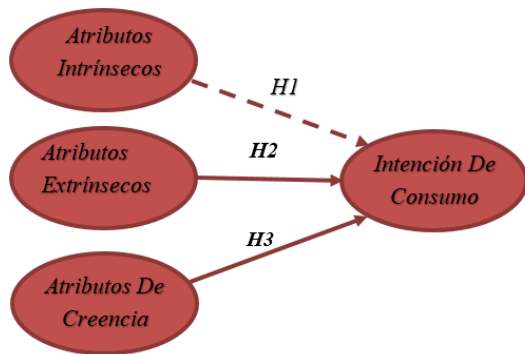 Atributos
Intrínsecos
H1
Atributos
Extrínsecos
H2
Intención De
Consumo
H3
Atributos De
Creencia